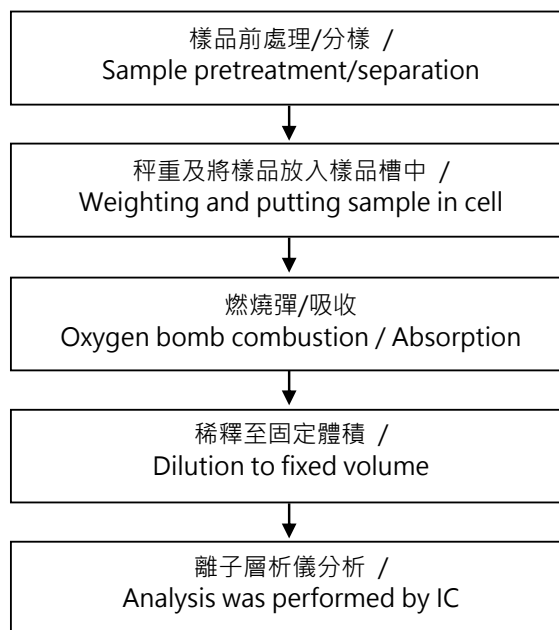 樣品前處理/分樣 /
Sample pretreatment/separation
秤重及將樣品放入樣品槽中 /
Weighting and putting sample in cell
燃燒彈/吸收
Oxygen bomb combustion / Absorption
稀釋至固定體積 /
Dilution to fixed volume
離子層析儀分析 /
Analysis was performed by IC